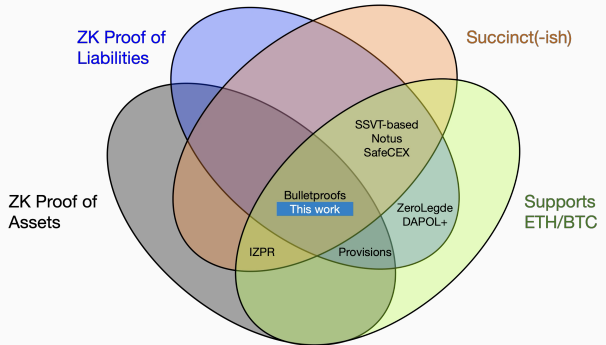 ZK Proof of
Liabilities
Succinct(-ish)
SSVT-based
Notus
SafeCEX
ZK Proof of
Assets
Bulletproofs
This work
ZeroLegde
DAPOL+
Supports
ETH/BTC
IZPR
Provisions